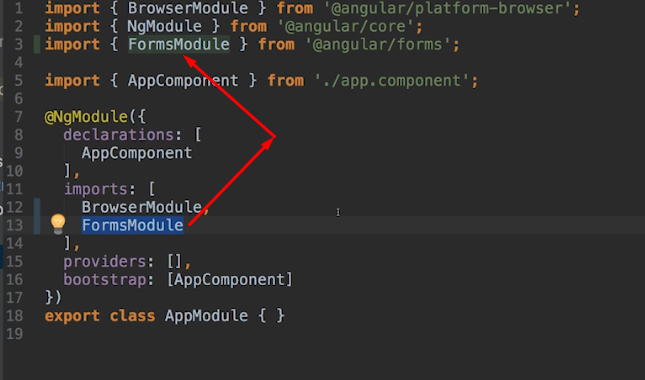 1 import { BrowserModule } from '@angular/platform-browser';
2 import { NgModule } from '@angular/core';
3 import { FormsModule } from '@angular/forms';
4
5 import { AppComponent } from './app.component';
6
7 @NgModule({
8 declarations: [
9 AppComponent
10 ],
11 imports: [
12 BrowserModule,
13 FormsModule
14 ],
15 providers: [],
16 bootstrap: [AppComponent]
17 })
18 export class AppModule { }
19